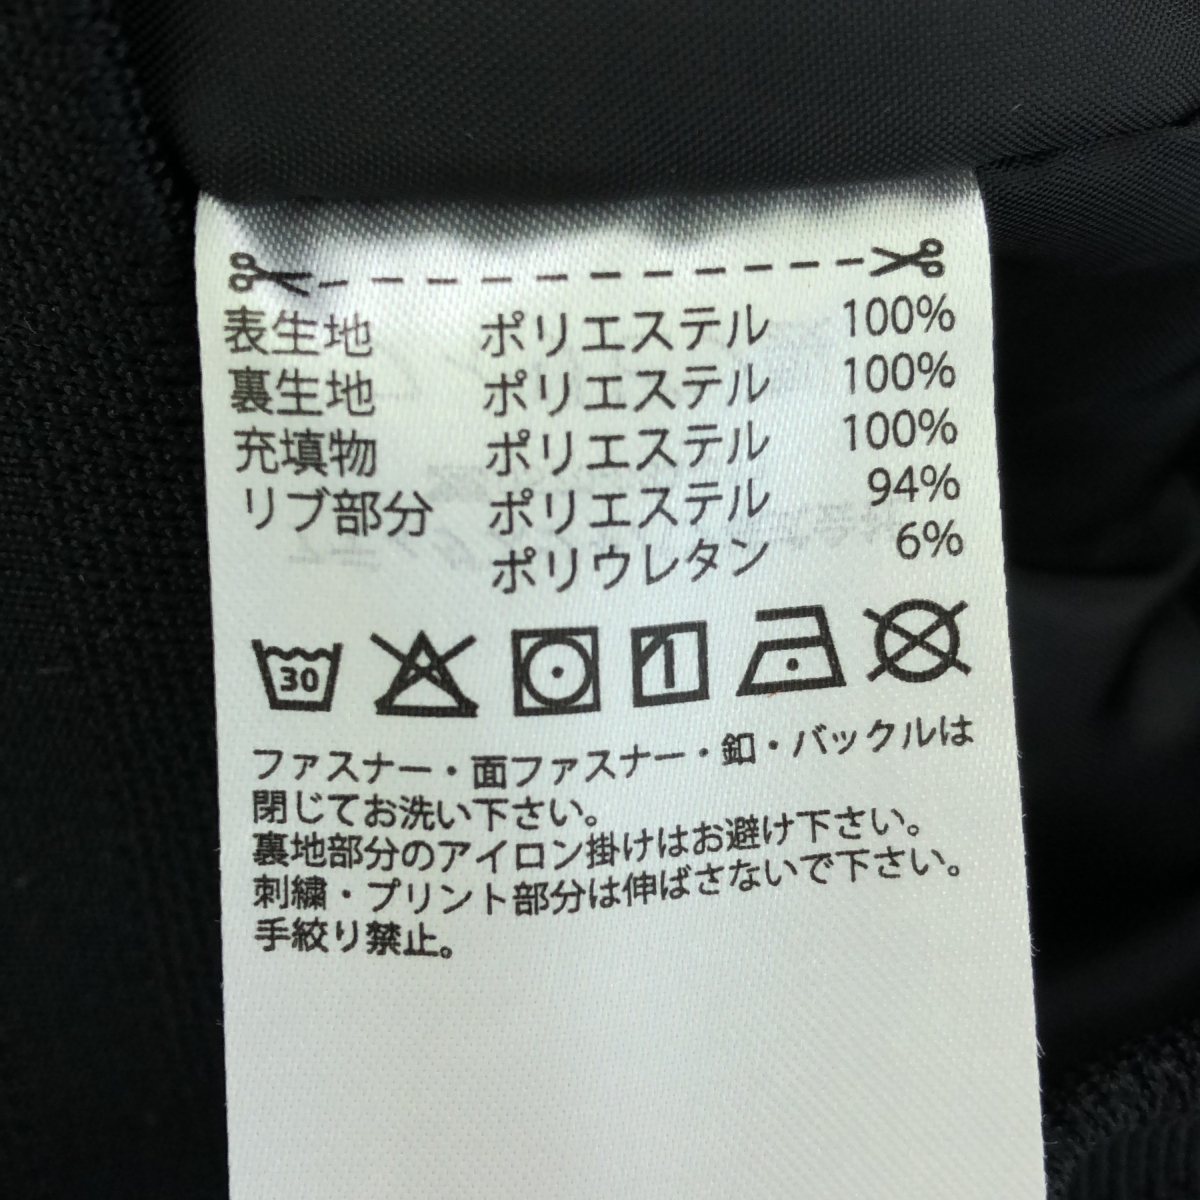 表生地 ポリエステル 100%
裏生地 ポリエステル 100%
充填物 ポリエステル 100%
リブ部分 ポリエステル 94%
ポリウレタン 6%
30
ファスナー・面ファスナー・釦・バックルは
閉じてお洗い下さい。
裏地部分のアイロン掛けはお避け下さい。
刺繍・プリント部分は伸ばさないで下さい。
手絞り禁止。